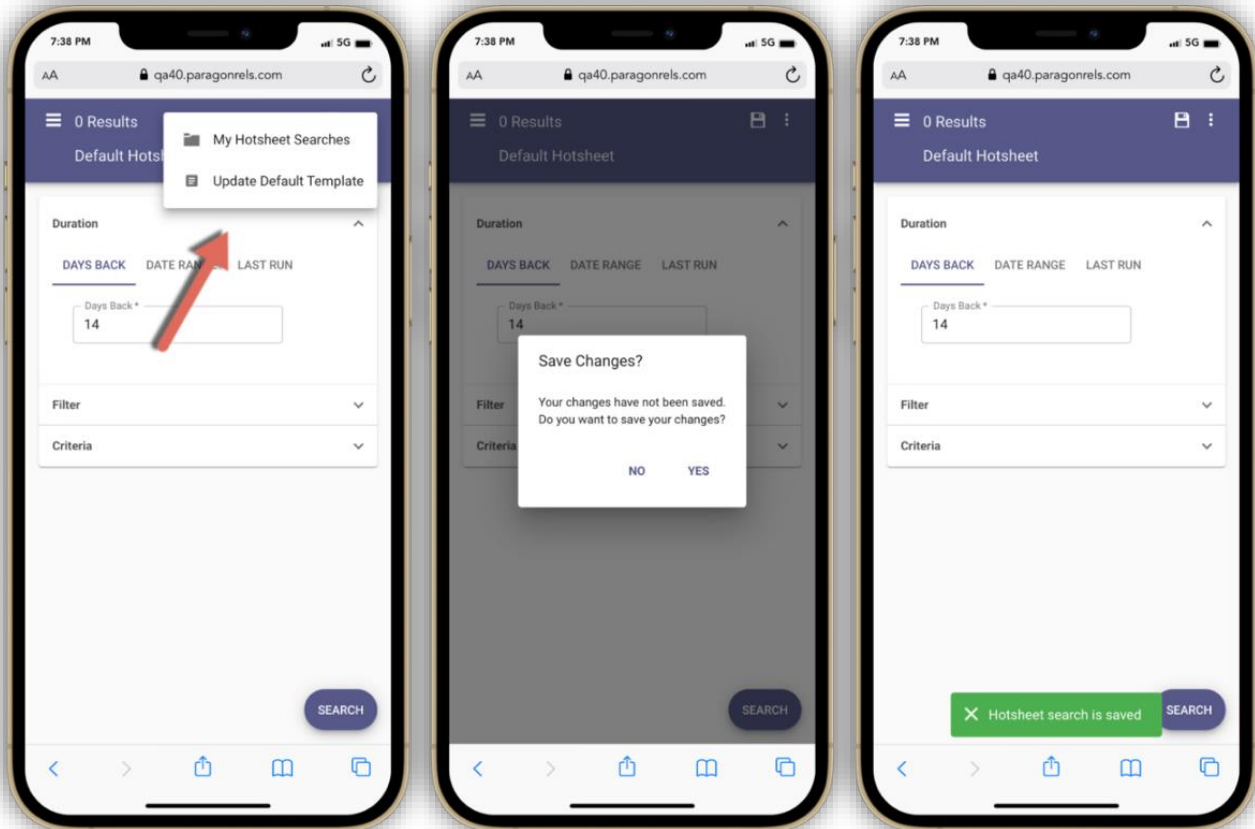 7:38 PM
5G
AA
qa40.paragonrels.com
0 Results
My Hotsheet Searches
Default Hots
Update Default Template
Duration
DAYS BACK DATE RAN LAST RUN
Days Back *
14
Filter
Criteria
SEARCH
7:38 PM
5G
AA
qa40.paragonrels.com
0 Results
Default Hotsheet
Duration
DAYS BACK DATE RANGE LAST RUN
Days Back *
14
Save Changes?
Your changes have not been saved.
Do you want to save your changes?
Filter
Criteria
NO YES
SEARCH
7:38 PM
5G
AA
qa40.paragonrels.com
0 Results
Default Hotsheet
Duration
DAYS BACK DATE RANGE LAST RUN
Days Back *
14
Filter
Criteria
Hotsheet search is saved
SEARCH